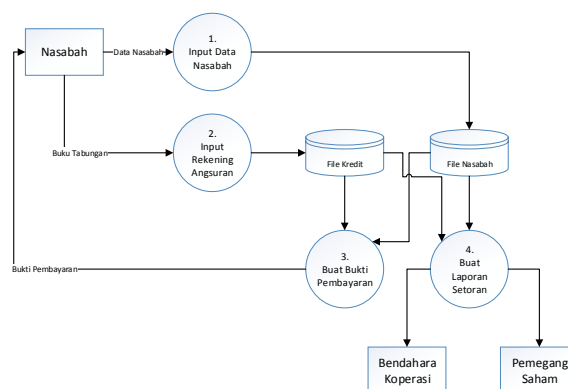 Nasabah
Data Nasabah
1.
Input Data
Nasabah
Buku Tabungan
2.
Input
Rekening
Angsuran
File Kredit
File Nasabah
Bukti Pembayaran
3.
Buat Bukti
Pembayaran
4.
Buat
Laporan
Setoran
Bendahara
Koperasi
Pemegang
Saham